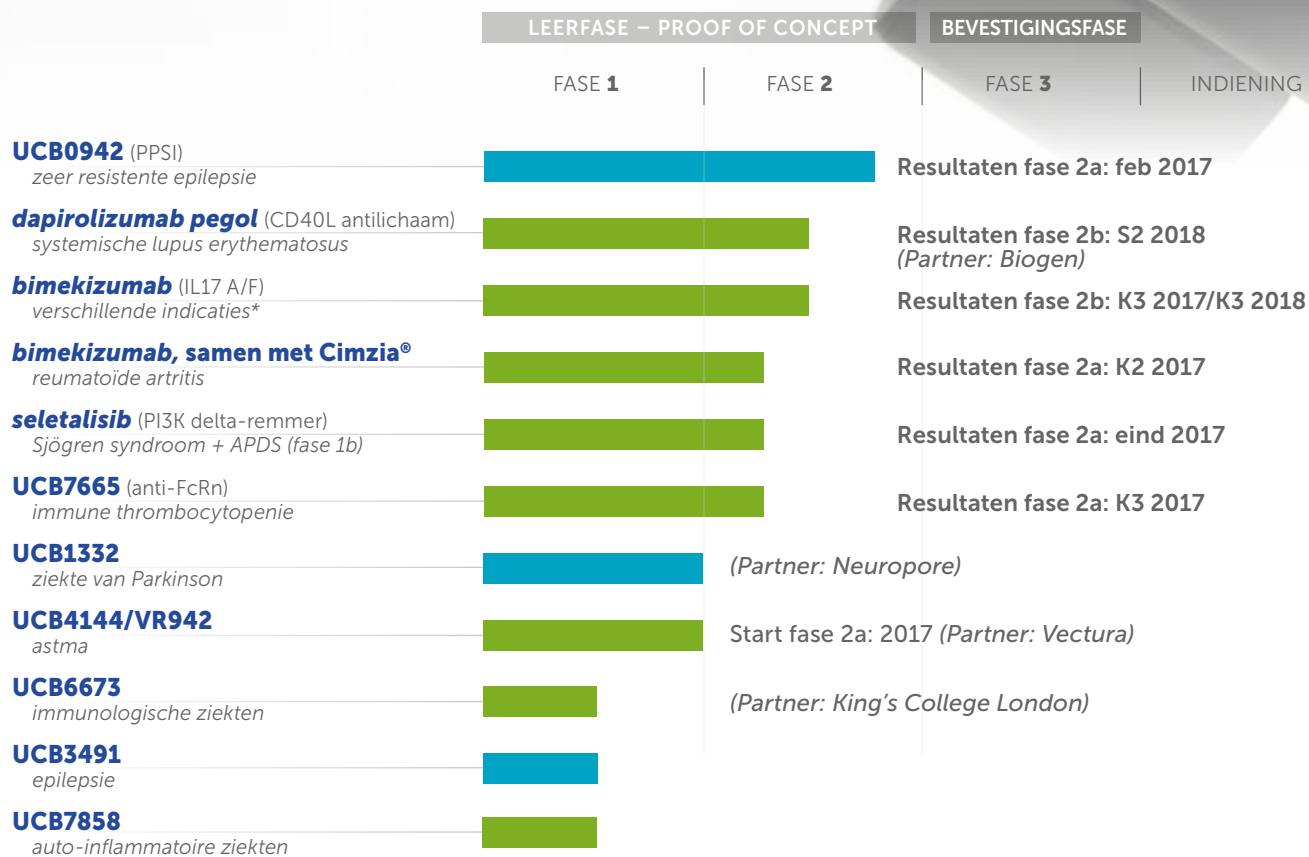 LEERFASE – PROOF OF CONCEPT BEVESTIGINGSFASE
FASE 1 FASE 2 FASE 3 INDIENING
UCB0942 (PPSI)
zeer resistente epilepsie
Resultaten fase 2a: feb 2017
dapirolizumab pegol (CD40L antilichaam)
systemische lupus erythematosus
Resultaten fase 2b: S2 2018
(Partner: Biogen)
bimekizumab (IL17 A/F)
verschillende indicaties*
Resultaten fase 2b: K3 2017/K3 2018
bimekizumab, samen met Cimzia®
reumatoïde artritis
Resultaten fase 2a: K2 2017
seletalisib (PI3K delta-remmer)
Sjögren syndroom + APDS (fase 1b)
Resultaten fase 2a: eind 2017
UCB7665 (anti-FcRn)
immune thrombocytopenie
Resultaten fase 2a: K3 2017
UCB1332
ziekte van Parkinson
(Partner: Neuropore)
UCB4144/VR942
astma
Start fase 2a: 2017 (Partner: Vectura)
UCB6673
immunologische ziekten
(Partner: King’s College London)
UCB3491
epilepsie
UCB7858
auto-inflammatoire ziekten